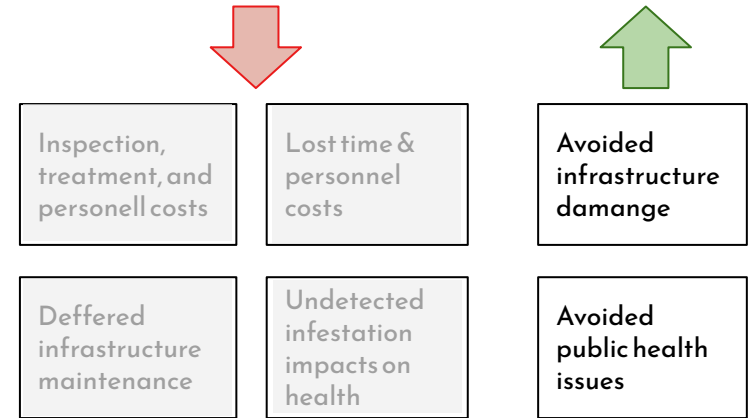 Inspection,
treatment, and
personell costs
Lost time &
personnel
costs
Avoided
infrastructure
damange
Deffered
infrastructure
maintenance
Undetected
infestation
impacts on
health
Avoided
public health
issues